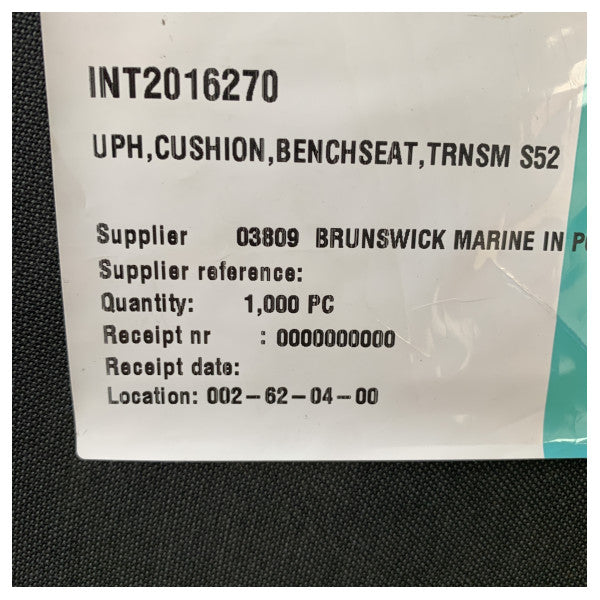 INT2016270
UPH,CUSHION,BENCHSEAT,TRNSM S52
Supplier 03809 BRUNSWICK MARINE IN
Supplier reference:
Quantity: 1,000 PC
Receipt nr : 0000000000
Receipt date:
Location: 002-62-04-00